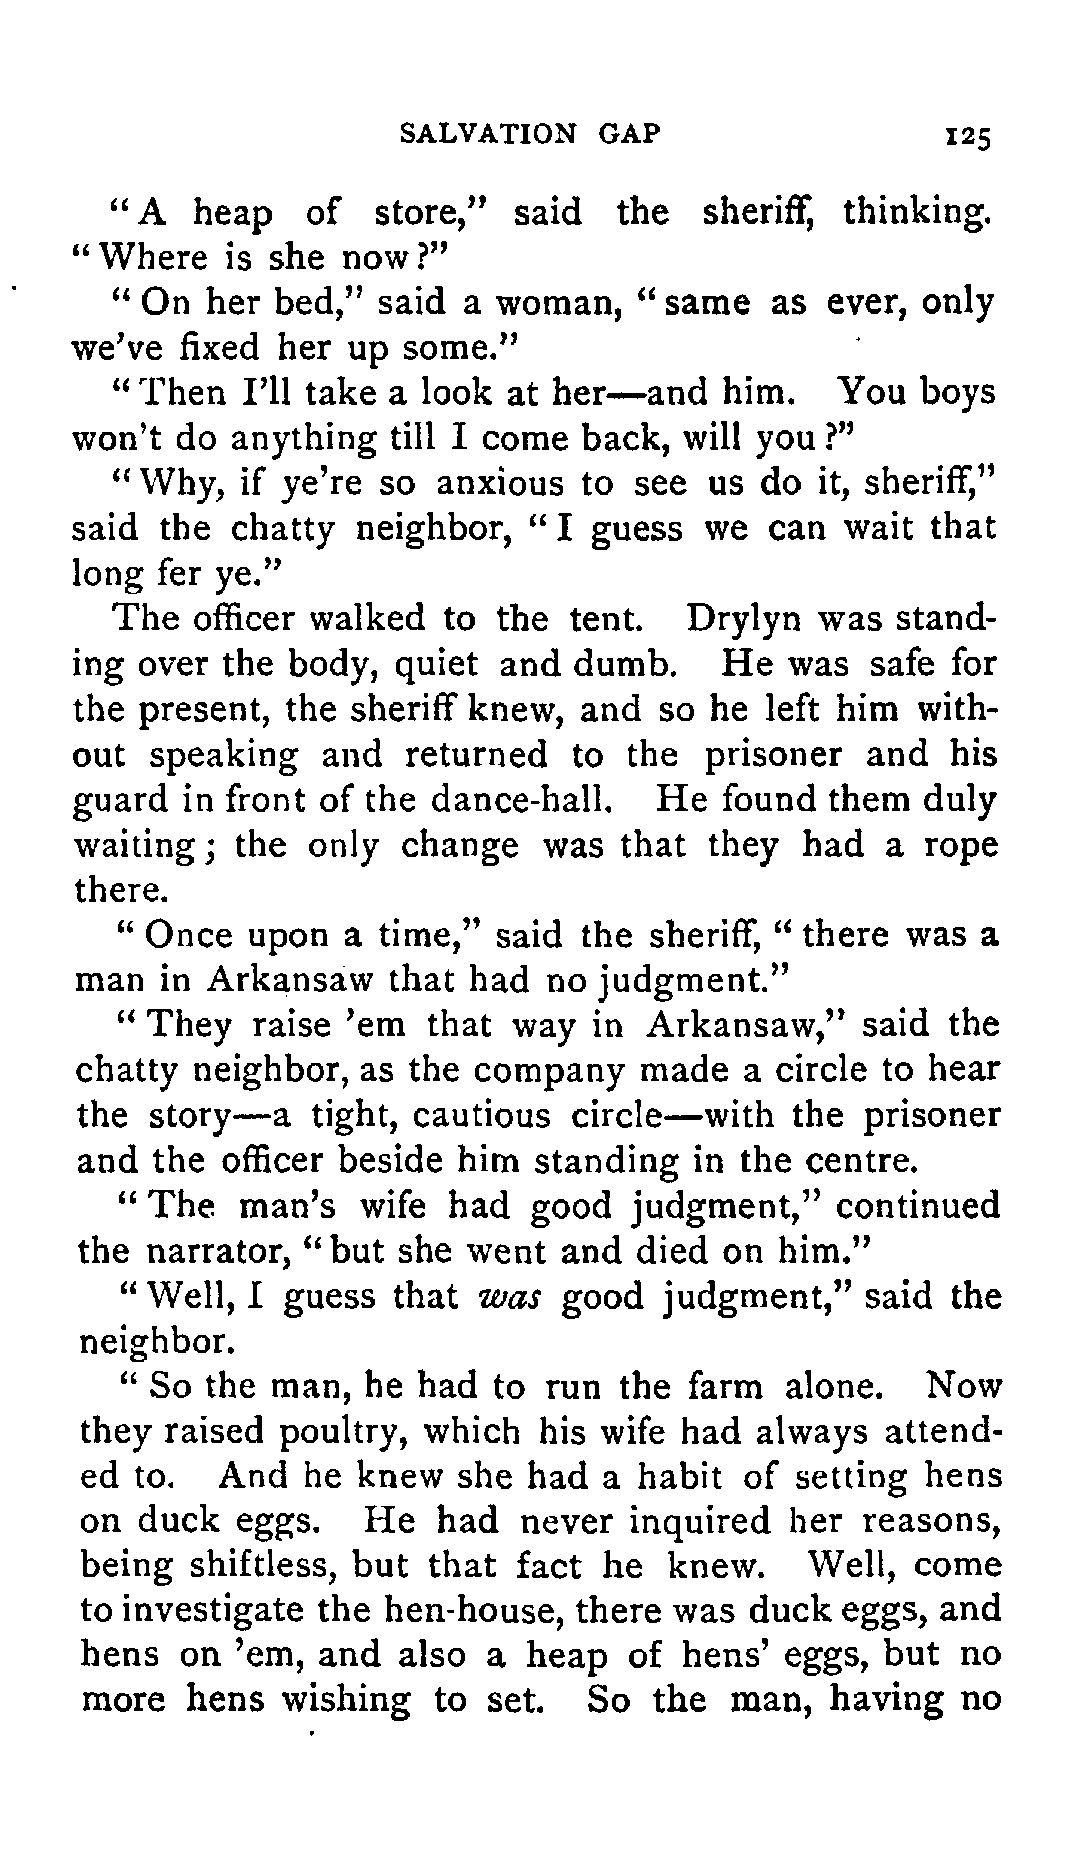 SALVATION GAP 125
"A heap of store," said the sheriff, thinking.
"Where is she now?"
"On her bed," said a woman, "same as ever, only
we've fixed her up some."
"Then I'll take a look at her—and him. You boys
won't do anything till I come back, will you?"
"Why, if ye're so anxious to see us do it, sheriff,"
said the chatty neighbor, "I guess we can wait that
long fer ye."
The officer walked to the tent. Drylyn was stand-
ing over the body, quiet and dumb. He was safe for
the present, the sheriff knew, and so he left him with-
out speaking and returned to the prisoner and his
guard in front of the dance-hall. He found them duly
waiting; the only change was that they had a rope
there.
"Once upon a time," said the sheriff, "there was a
man in Arkansaw that had no judgment."
"They raise 'em that way in Arkansaw," said the
chatty neighbor, as the company made a circle to hear
the story—a tight, cautious circle—with the prisoner
and the officer beside him standing in the centre.
"The man's wife had good judgment," continued
the narrator, "but she went and died on him."
"Well, I guess that was good judgment," said the
neighbor.
"So the man, he had to run the farm alone. Now
they raised poultry, which his wife had always attend-
ed to. And he knew she had a habit of setting hens
on duck eggs. He had never inquired her reasons,
being shiftless, but that fact he knew. Well, come
to investigate the hen-house, there was duck eggs, and
hens on 'em, and also a heap of hens' eggs, but no
more hens wishing to set. So the man, having no